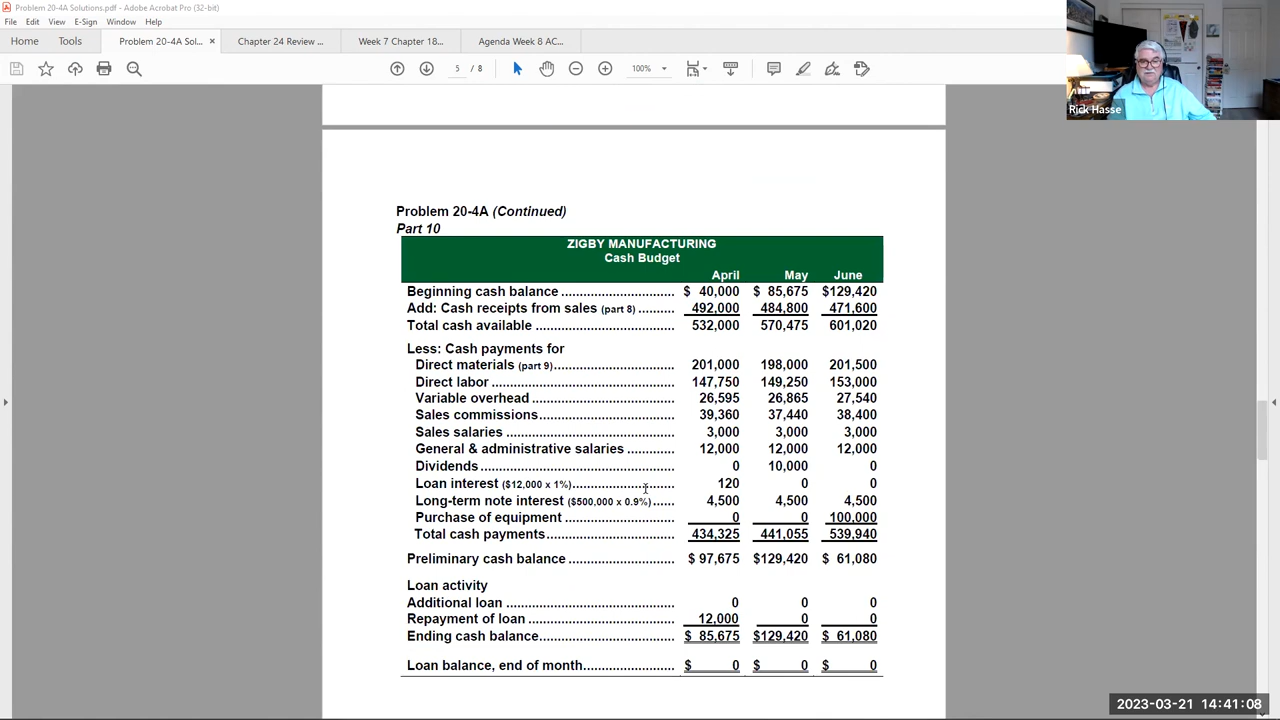 Problem 20-4A Solutions.pdf - Adobe Acrobat Pro (32-bit)
File Edit View E-Sign Window Help
Home Tools Problem 20-4A Sol... × Chapter 24 Review ... Week 7 Chapter 18... Agenda Week 8 AC...
5 / 8 100%
Rick Hasse
Problem 20-4A (Continued)
Part 10
ZIGBY MANUFACTURING
Cash Budget
April May June
Beginning cash balance ............................ $ 40,000 $ 85,675 $129,420
Add: Cash receipts from sales (part 8) .......... 492,000 484,800 471,600
Total cash available .................................. 532,000 570,475 601,020
Less: Cash payments for
Direct materials (part 9)............................. 201,000 198,000 201,500
Direct labor ............................................. 147,750 149,250 153,000
Variable overhead ................................... 26,595 26,865 27,540
Sales commissions................................. 39,360 37,440 38,400
Sales salaries ......................................... 3,000 3,000 3,000
General & administrative salaries ............ 12,000 12,000 12,000
Dividends............................................... 0 10,000 0
Loan interest ($12,000 x 1%)......................... 120 0 0
Long-term note interest ($500,000 x 0.9%)...... 4,500 4,500 4,500
Purchase of equipment ........................... 0 0 100,000
Total cash payments............................... 434,325 441,055 539,940
Preliminary cash balance .......................... $ 97,675 $129,420 $ 61,080
Loan activity
Additional loan ......................................... 0 0 0
Repayment of loan ................................... 12,000 0 0
Ending cash balance................................. $ 85,675 $129,420 $ 61,080
Loan balance, end of month...................... $ 0 $ 0 $ 0
2023-03-21 14:41:08